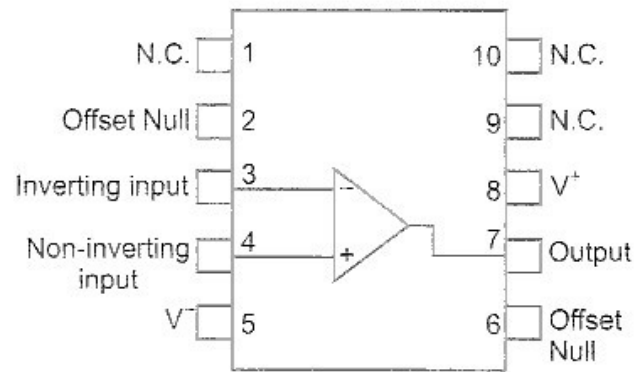 N.C. 1 10 N.C.
Offset Null 2 9 N.C.
Inverting input 3 - 8 V⁺
Non-inverting input 4 + 7 Output
V⁻ 5 6 Offset Null